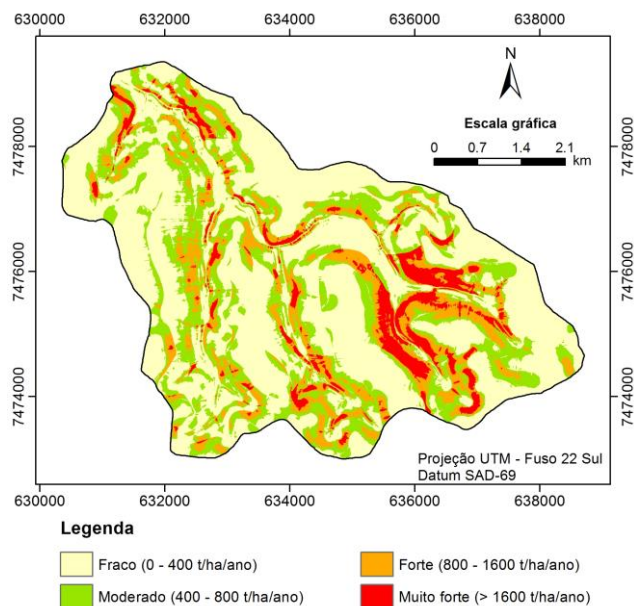 630000 632000 634000 636000 638000
N
Escala gráfica
0 0.7 1.4 2.1
km
7478000 7478000
7476000 7476000
7474000 7474000
Projeção UTM - Fuso 22 Sul
Datum SAD-69
630000 632000 634000 636000 638000
Legenda
Fraco (0 - 400 t/ha/ano) Forte (800 - 1600 t/ha/ano)
Moderado (400 - 800 t/ha/ano) Muito forte (> 1600 t/ha/ano)